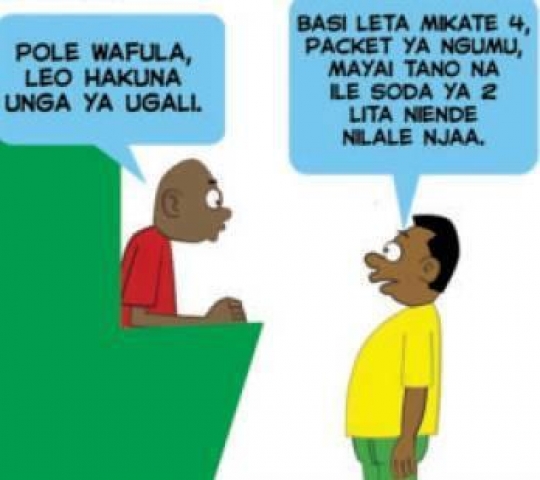 POLE WAFULA,
LEO HAKUNA
UNGA YA UGALI.
BASI LETA MIKATE 4,
PACKET YA NGUMU,
MAYAI TANO NA
ILE SODA YA 2
LITA NIENDE
NILALE NJAA.